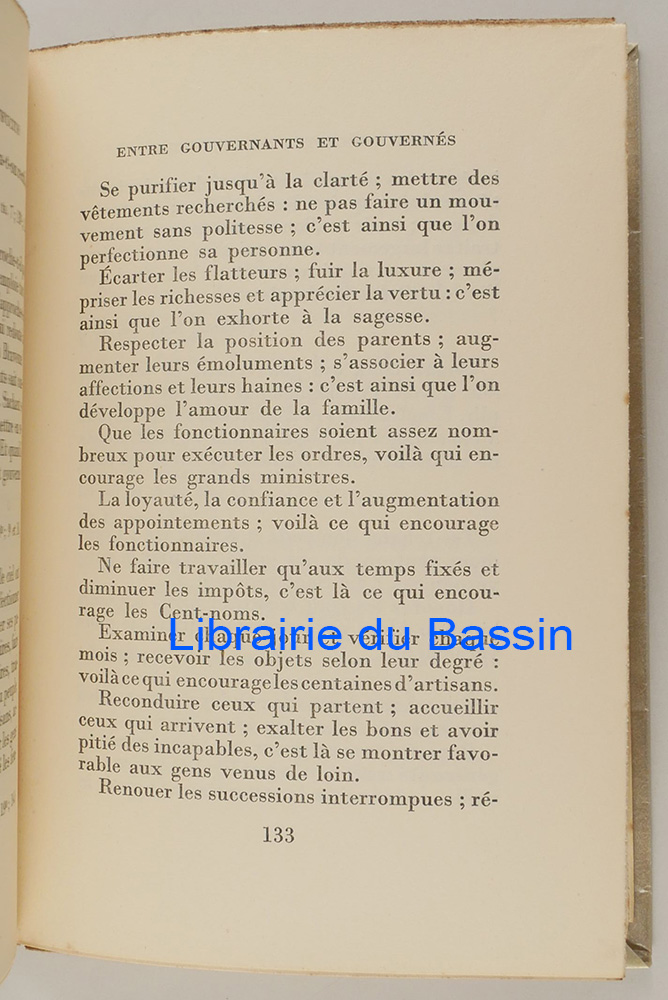 ENTRE GOUVERNANTS ET GOUVERNÉS
Se purifier jusqu'à la clarté ; mettre des
vêtements recherchés : ne pas faire un mou-
vement sans politesse ; c'est ainsi que l'on
perfectionne sa personne.
Écarter les flatteurs ; fuir la luxure ; mé-
priser les richesses et apprécier la vertu : c'est
ainsi que l'on exhorte à la sagesse.
Respecter la position des parents ; aug-
menter leurs émoluments ; s'associer à leurs
affections et leurs haines : c'est ainsi que l'on
développe l'amour de la famille.
Que les fonctionnaires soient assez nom-
breux pour exécuter les ordres, voilà qui en-
courage les grands ministres.
La loyauté, la confiance et l'augmentation
des appointements ; voilà ce qui encourage
les fonctionnaires.
Ne faire travailler qu'aux temps fixés et
diminuer les impôts, c'est là ce qui encou-
rage les Cent-noms.
Examiner chaque jour et vérifier chaque
Librairie du Bassin
mois ; recevoir les objets selon leur degré :
voilà ce qui encourage les centaines d'artisans.
Reconduire ceux qui partent ; accueillir
ceux qui arrivent ; exalter les bons et avoir
pitié des incapables, c'est là se montrer favo-
rable aux gens venus de loin.
Renouer les successions interrompues ; ré-
133